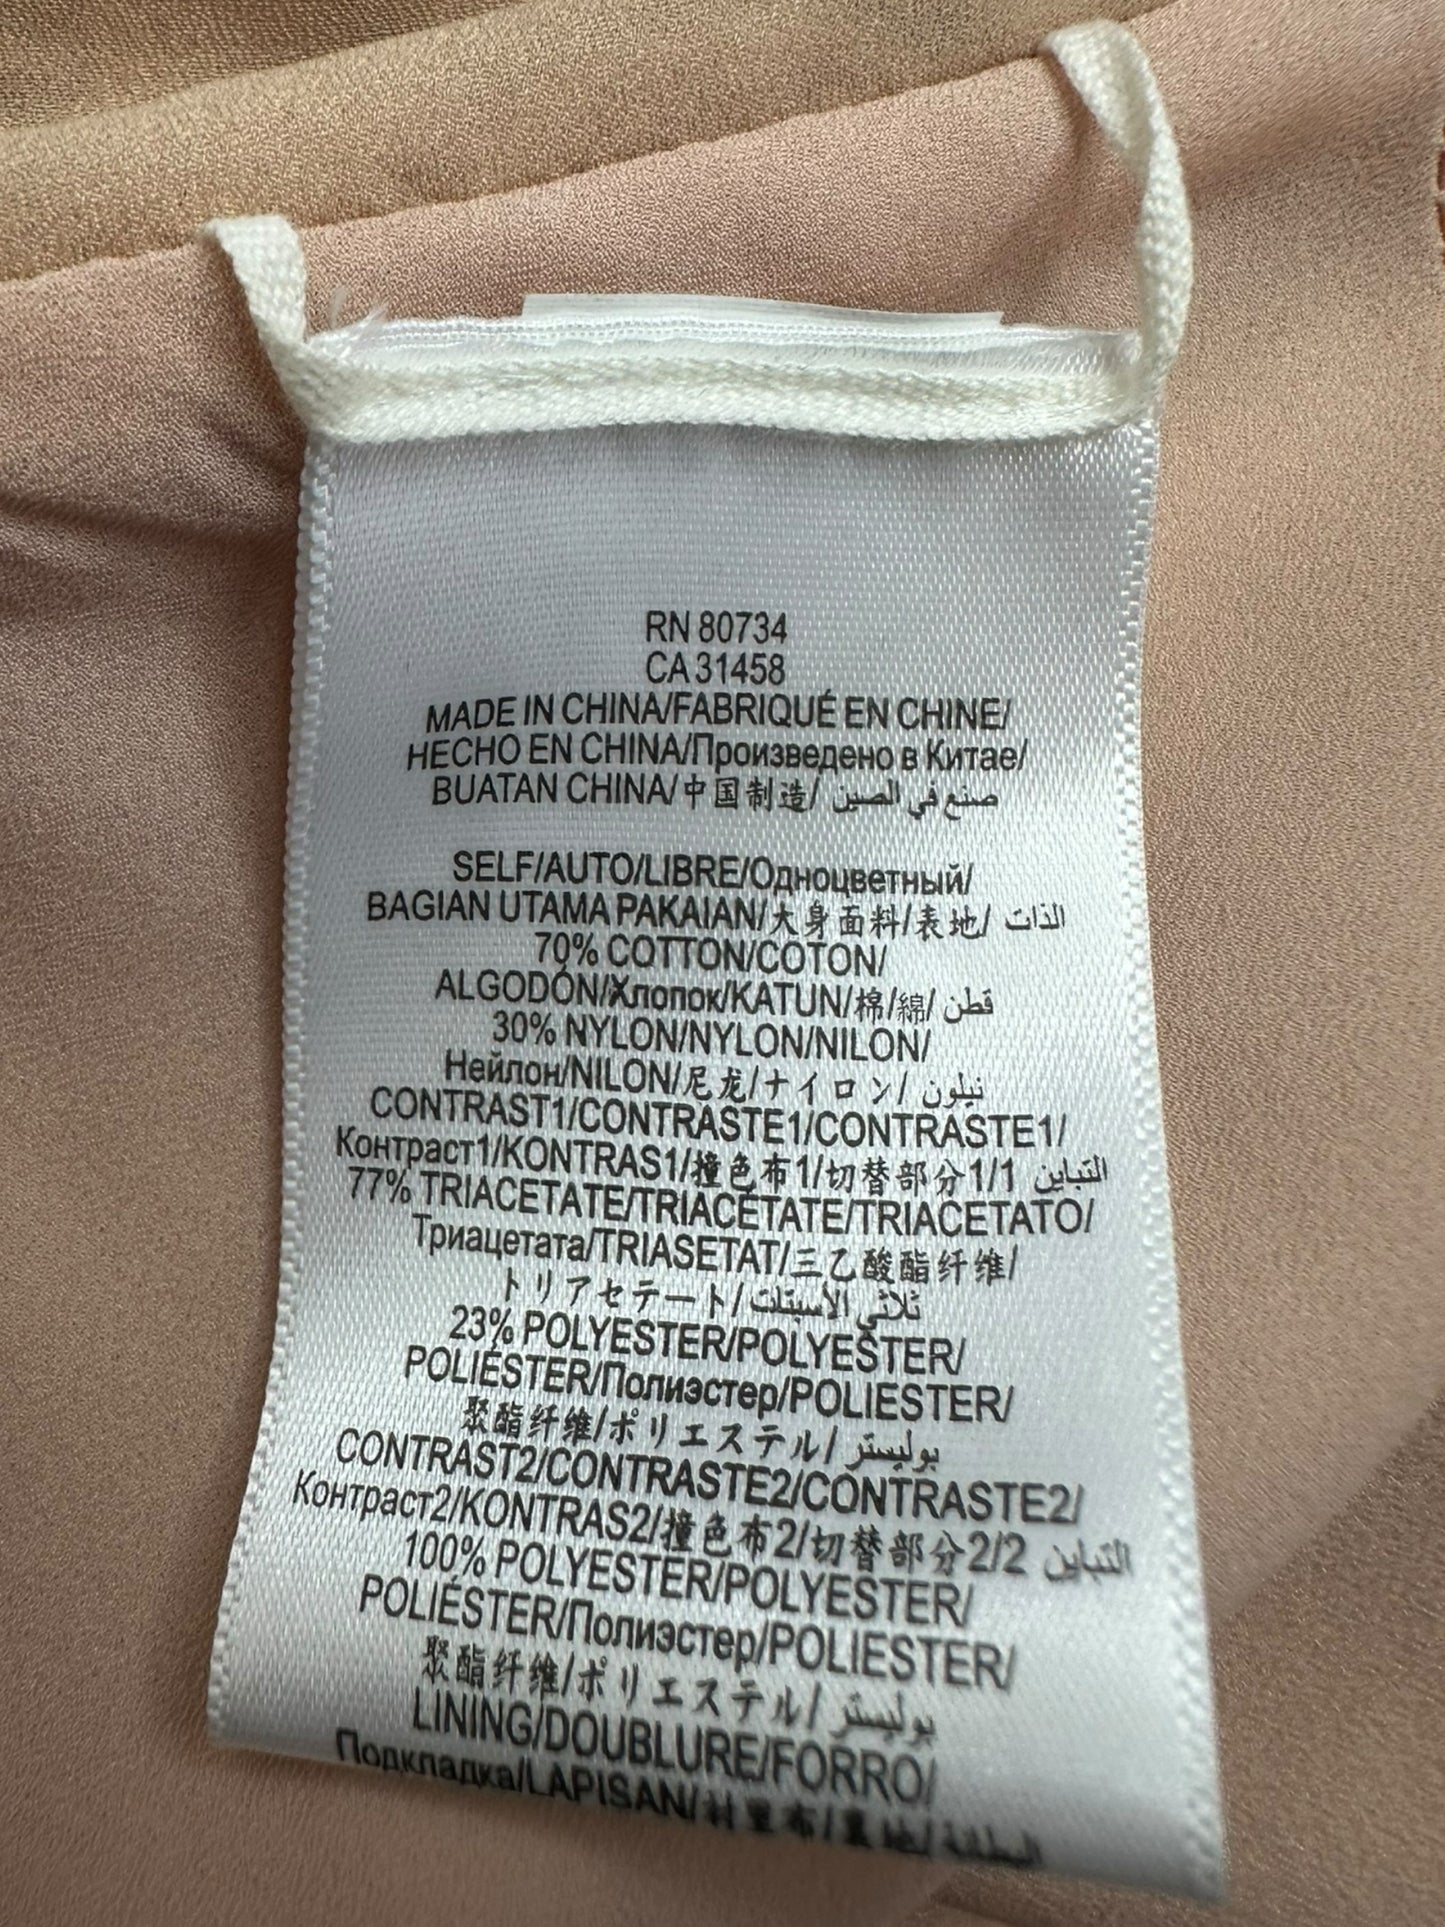 RN 80734
CA 31458
MADE IN CHINA/FABRIQUÉ EN CHINE/
HECHO EN CHINA/Произведено в Китае/
BUATAN CHINA/中国制造/ صنع في الصين
SELF/AUTO/LIBRE/Одноцветный/
BAGIAN UTAMA PAKAIAN/大身面料/表地/ الذات
70% COTTON/COTON/
ALGODÓN/Хлопок/KATUN/棉/綿/ قطن
30% NYLON/NYLON/NILON/
Нейлон/NILON/尼龙/ナイロン/ نيلون
CONTRAST1/CONTRASTE1/CONTRASTE1/
Контраст1/KONTRAS1/撞色布1/切替部分1/1 التباين
77% TRIACETATE/TRIACÉTATE/TRIACETATO/
Триацетата/TRIASETAT/三乙酸酯纤维/
トリアセテート/ ثلاثي الأسيتات
23% POLYESTER/POLYESTER/
POLIÉSTER/Полиэстер/POLIESTER/
聚酯纤维/ポリエステル/ بوليستر
CONTRAST2/CONTRASTE2/CONTRASTE2/
Контраст2/KONTRAS2/撞色布2/切替部分2/2 التباين
100% POLYESTER/POLYESTER/
POLIÉSTER/Полиэстер/POLIESTER/
聚酯纤维/ポリエステル/ بوليستر
LINING/DOUBLURE/FORRO/
Подкладка/LAPISAN/衬里布/裏地/